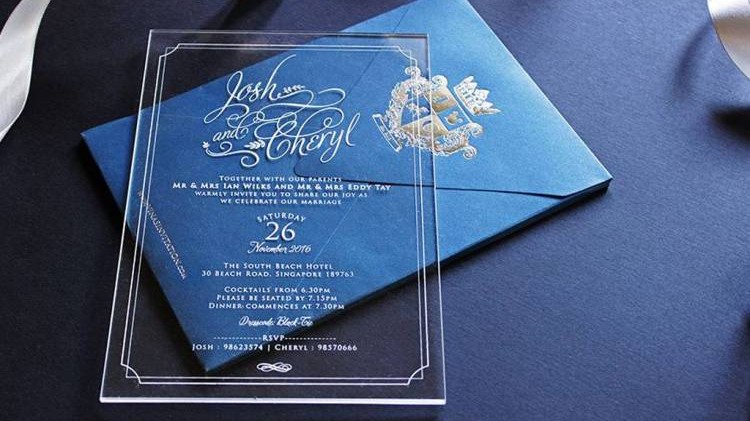 Josh
and Cheryl
Together with our parents
Mr & Mrs Ian Wilks and Mr & Mrs Eddy Tay
warmly invite you to share our joy as
we celebrate our marriage
Saturday
26
November 2016
The South Beach Hotel
30 Beach Road, Singapore 189763
Cocktails from 6.30pm
Please be seated by 7.15pm
Dinner commences at 7.30pm
Dresscode: Black-Tie
-------------RSVP-------------
Josh : 98623574 | Cheryl : 98570666